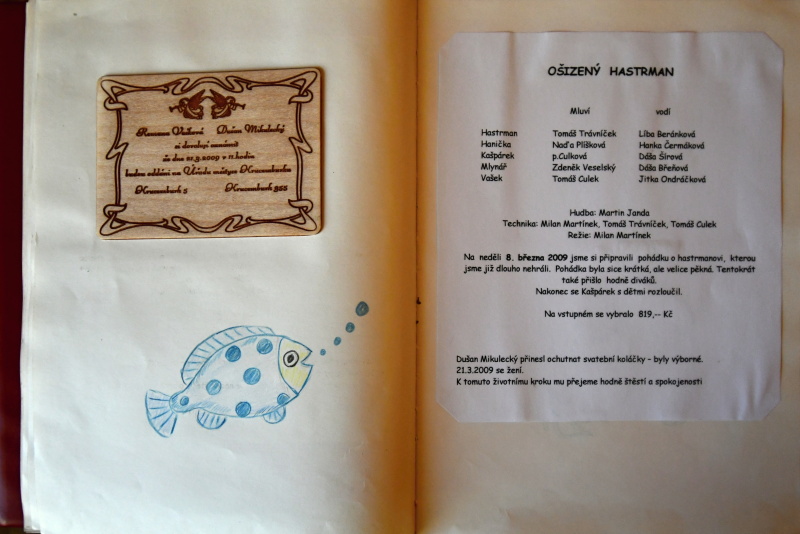 Dušan Mikulecký
si dovolují oznámit
že dne 21.3.2009 v 11.hodin
budou oddáni na Úřadu městyse Krucemburku
Krucemburk 5 Krucemburk 255
OŠIZENÝ HASTRMAN
Mluví vodí
Hastrman Tomáš Trávníček Líba Beránková
Hanička Naďa Plíšková Hanka Čermáková
Kašpárek p.Culková Dáša Šírová
Mlynář Zdeněk Veselský Dáša Břeňová
Vašek Tomáš Culek Jitka Ondráčková
Hudba: Martin Janda
Technika: Milan Martínek, Tomáš Trávníček, Tomáš Culek
Režie: Milan Martínek
Na neděli 8. března 2009 jsme si připravili pohádku o hastrmanovi, kterou
jsme již dlouho nehráli. Pohádka byla sice krátká, ale velice pěkná. Tentokrát
také přišlo hodně diváků.
Nakonec se Kašpárek s dětmi rozloučil.
Na vstupném se vybralo 819,-- Kč
Dušan Mikulecký přinesl ochutnat svatební koláčky – byly výborné.
21.3.2009 se žení.
K tomuto životnímu kroku mu přejeme hodně štěstí a spokojenosti